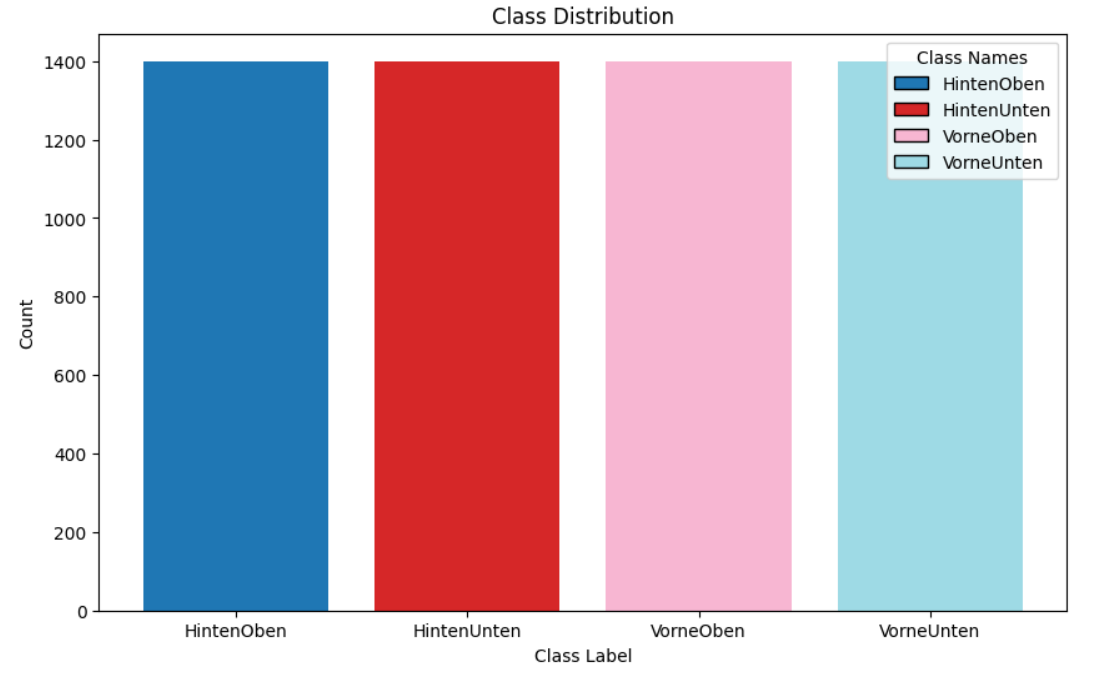 Class Distribution
Class Names
HintenOben
HintenUnten
VorneOben
VorneUnten
1400
1200
1000
800
600
400
200
0
Count
HintenOben HintenUnten VorneOben VorneUnten
Class Label